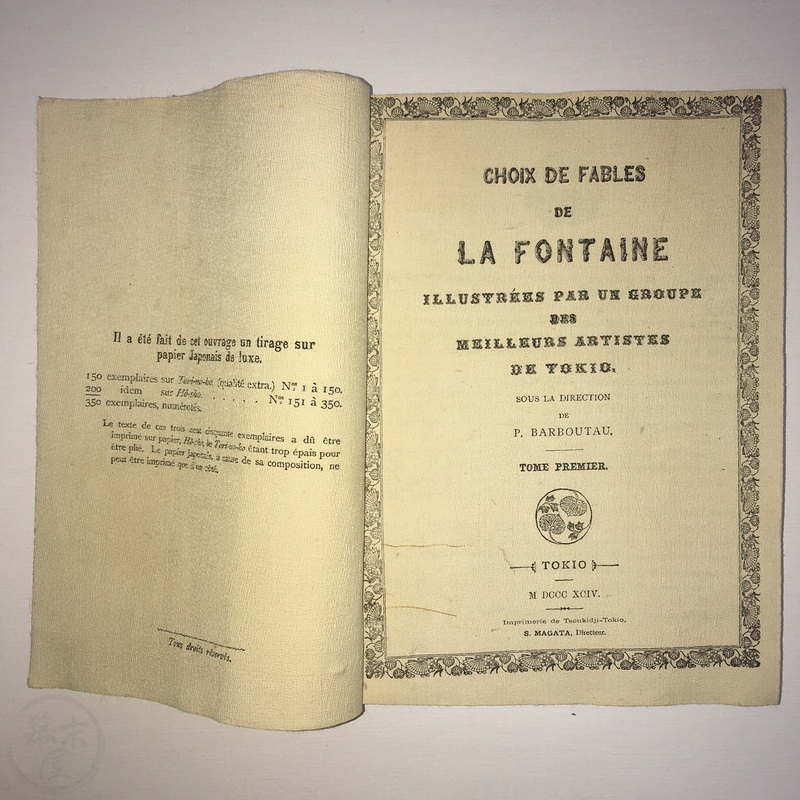 Il a été fait de cet ouvrage un tirage sur
papier Japonais de luxe.
150 exemplaires sur Tori-no-ko, (qualité extra.) Nos 1 à 150.
200 idem sur Hô-sho. . . . . . Nos 151 à 350.
350 exemplaires, numérotés.
Le texte de ces trois cent cinquante exemplaires a dû être
imprimé sur papier, Hô-sho, le Tori-no-ko étant trop épais pour
être plié. Le papier japonais, à cause de sa composition, ne
peut être imprimé que d'un côté.
Tous droits réservés.
CHOIX DE FABLES
DE
LA FONTAINE
ILLUSTRÉES PAR UN GROUPE
DES
MEILLEURS ARTISTES
DE TOKIO.
SOUS LA DIRECTION
DE
P. BARBOUTAU.
TOME PREMIER.
TOKIO
M DCCC XCIV.
Imprimerie de Tsoukidji-Tokio,
S. MAGATA, Directeur.